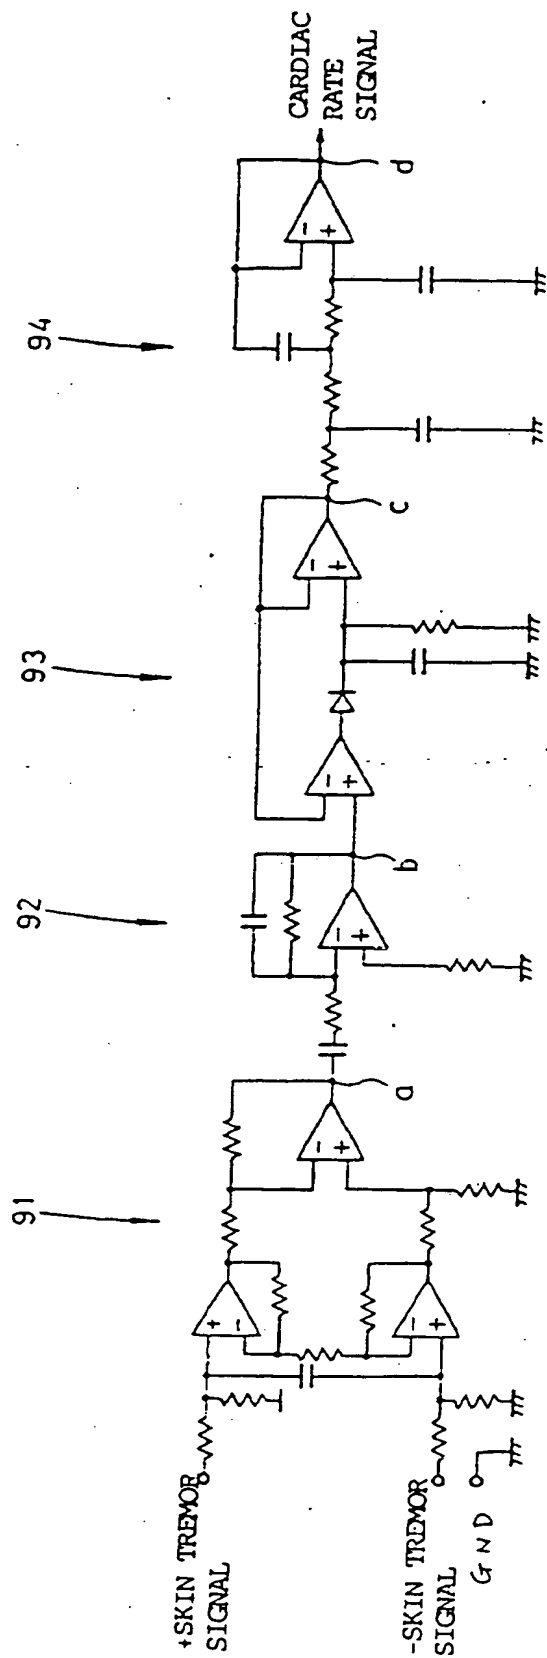 91
92
93
94
+SKIN TREMOR
SIGNAL
-SKIN TREMOR
SIGNAL
GND
a
b
c
d
CARDIAC
RATE
SIGNAL
+
-
-
+
-
+
-
+
-
+
-
+
-
+